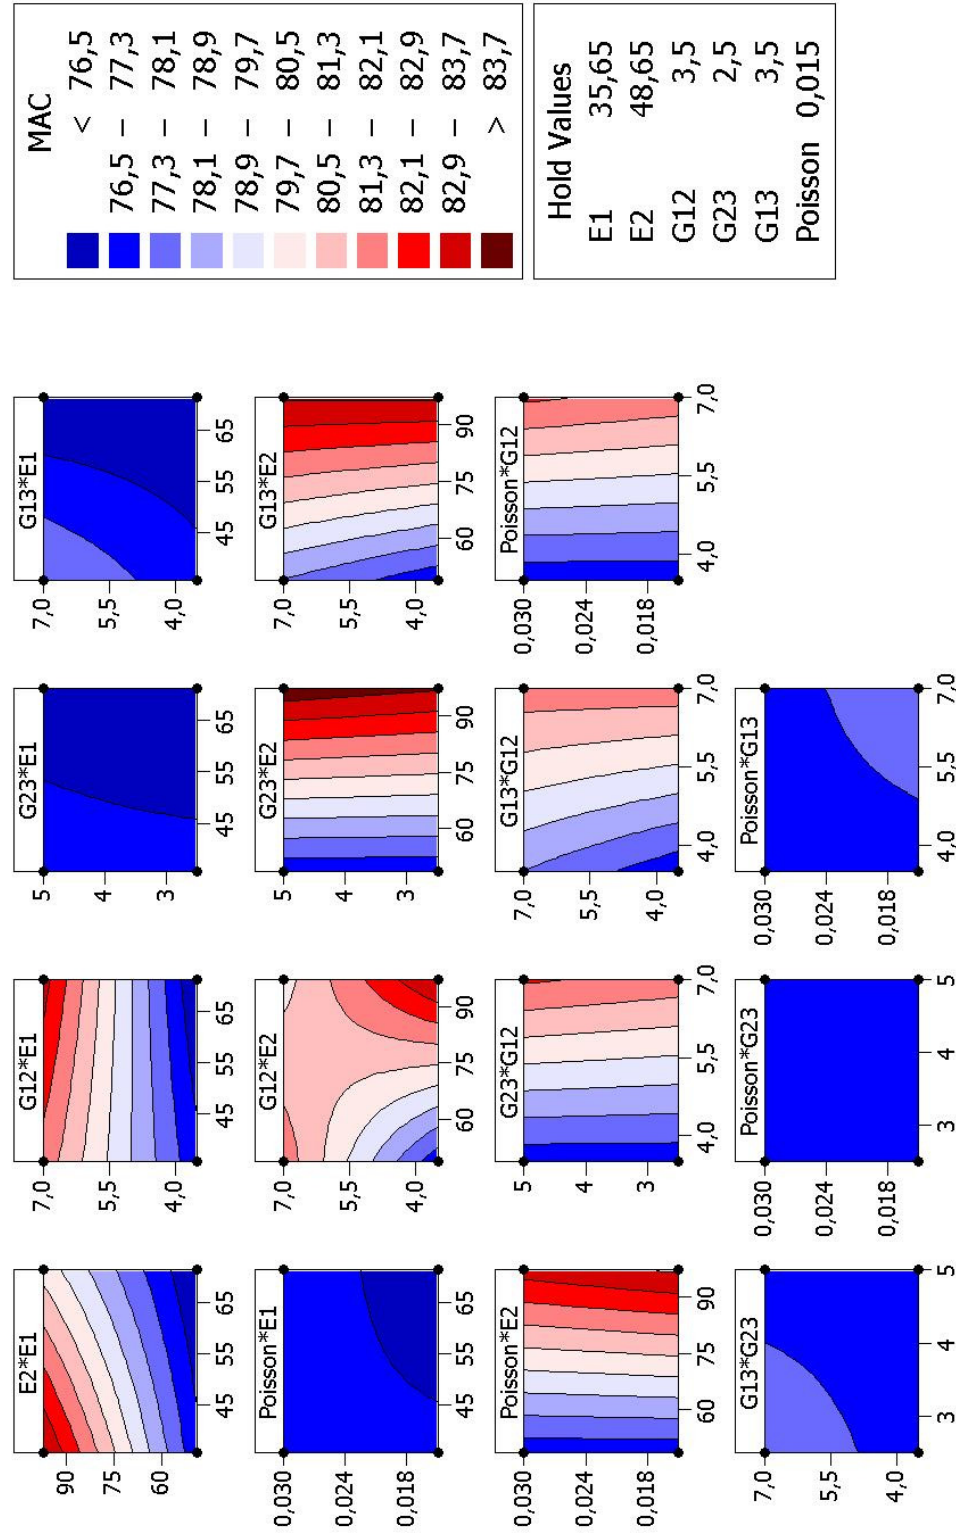 E2*E1
90
75
60
45 55 65
G12*E1
7,0
5,5
4,0
45 55 65
G23*E1
5
4
3
45 55 65
G13*E1
7,0
5,5
4,0
45 55 65
Poisson*E1
0,030
0,024
0,018
45 55 65
G12*E2
7,0
5,5
4,0
60 75 90
G23*E2
5
4
3
60 75 90
G13*E2
7,0
5,5
4,0
60 75 90
Poisson*E2
0,030
0,024
0,018
60 75 90
G23*G12
5
4
3
4,0 5,5 7,0
G13*G12
7,0
5,5
4,0
4,0 5,5 7,0
Poisson*G12
0,030
0,024
0,018
4,0 5,5 7,0
G13*G23
7,0
5,5
4,0
3 4 5
Poisson*G23
0,030
0,024
0,018
3 4 5
Poisson*G13
0,030
0,024
0,018
4,0 5,5 7,0
MAC
< 76,5
76,5 – 77,3
77,3 – 78,1
78,1 – 78,9
78,9 – 79,7
79,7 – 80,5
80,5 – 81,3
81,3 – 82,1
82,1 – 82,9
82,9 – 83,7
> 83,7
Hold Values
E1 35,65
E2 48,65
G12 3,5
G23 2,5
G13 3,5
Poisson 0,015